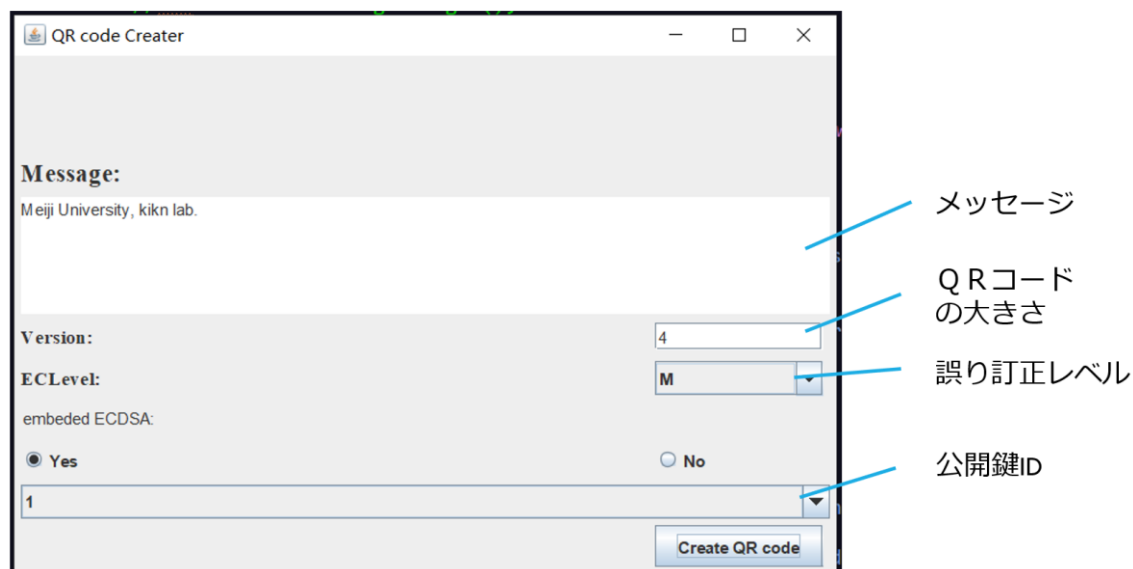 QR code Creater
Message:
Meiji University, kikn lab.
メッセージ
Version:
4
ＱＲコード
の大きさ
ECLevel:
M
誤り訂正レベル
embeded ECDSA:
Yes
No
公開鍵ID
1
Create QR code